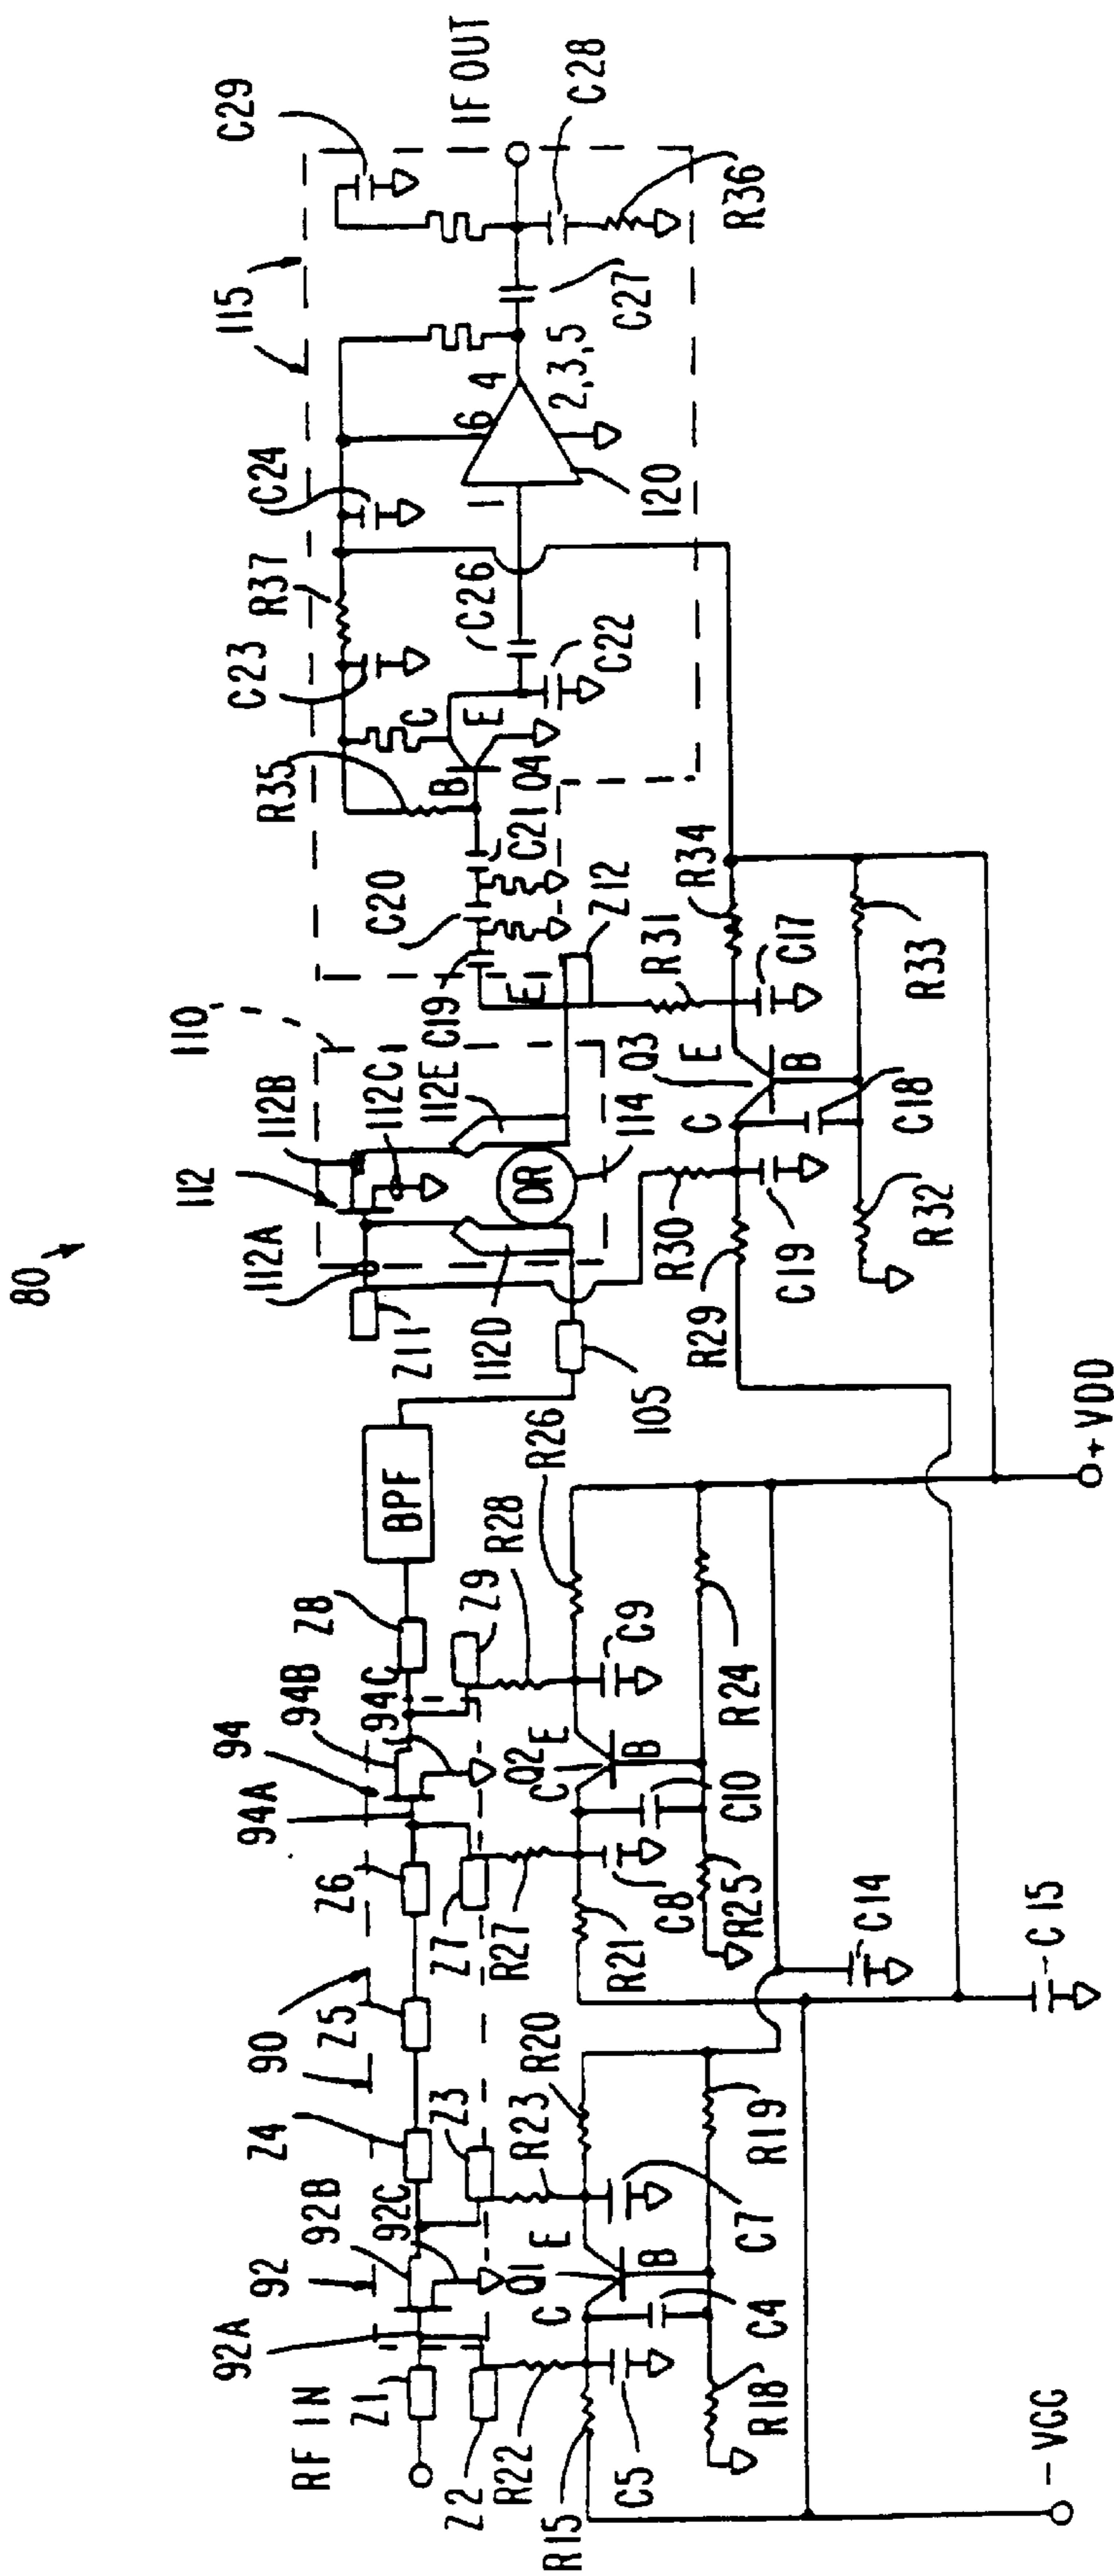 80
RF IN
Z1
92A
92
92B
92C
Z4
90
Z5
Z6
94A
94
94B
94C
Z8
BPF
Z2
R22
Z3
R23
Z7
R27
Z9
R28
R15
C5
C
Q1
E
B
R20
C7
C4
R18
R19
R21
C8
C
Q2
E
B
C9
R26
C10
R25
R24
C14
C15
-VGG
+VDD
105
Z11
112A
112
112B
110
112C
112D
DR
112E
114
C19
E
Z12
C20
C21
R35
B
Q4
C
E
C23
R37
C24
C26
C22
1
6
4
2,3,5
120
115
C27
C29
IF OUT
C28
R36
R29
R30
C19
C
Q3
E
B
R31
C17
R34
C18
R32
R33